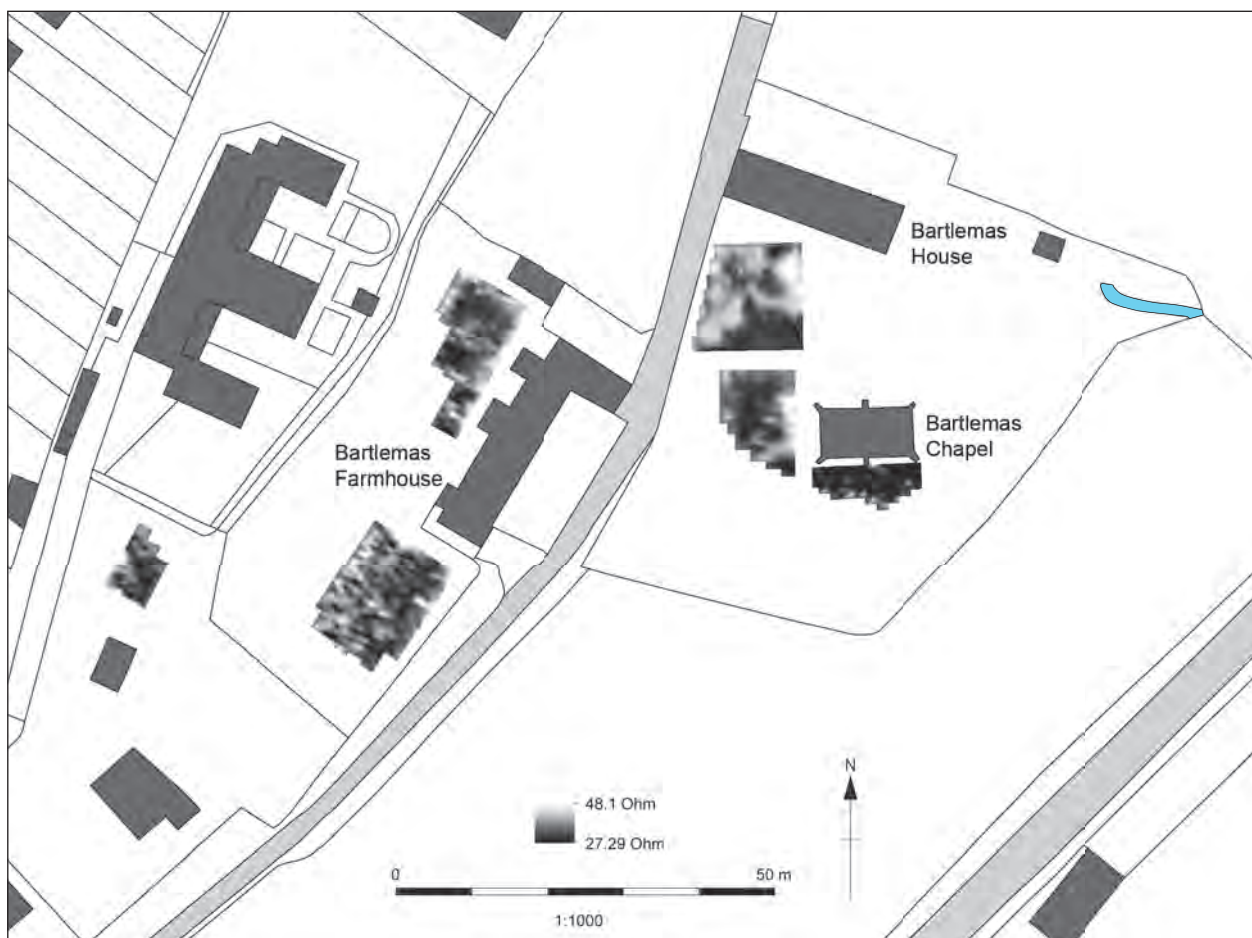 Bartlemas
House
Bartlemas
Chapel
Bartlemas
Farmhouse
N
48.1 Ohm
27.29 Ohm
0
50 m
1:1000